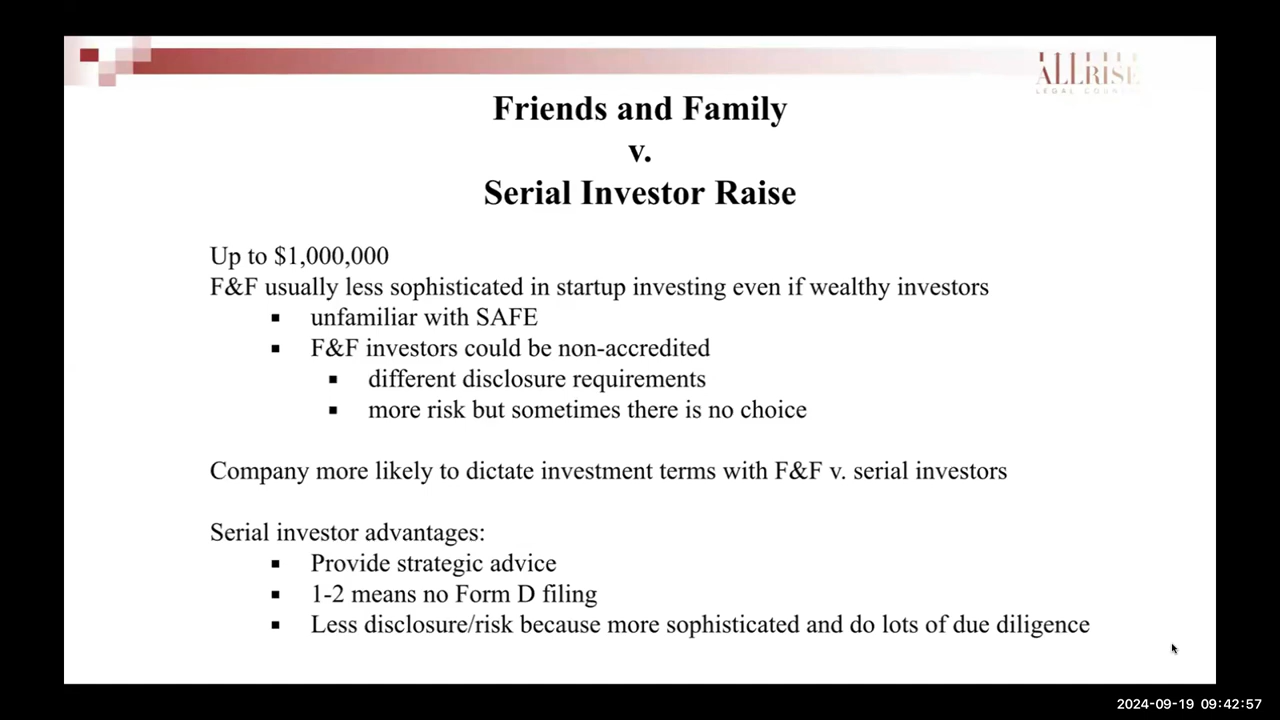 ALLRISE
LEGAL COUN
Friends and Family
v.
Serial Investor Raise
Up to $1,000,000
F&F usually less sophisticated in startup investing even if wealthy investors
▪ unfamiliar with SAFE
▪ F&F investors could be non-accredited
▪ different disclosure requirements
▪ more risk but sometimes there is no choice
Company more likely to dictate investment terms with F&F v. serial investors
Serial investor advantages:
▪ Provide strategic advice
▪ 1-2 means no Form D filing
▪ Less disclosure/risk because more sophisticated and do lots of due diligence
2024-09-19 09:42:57